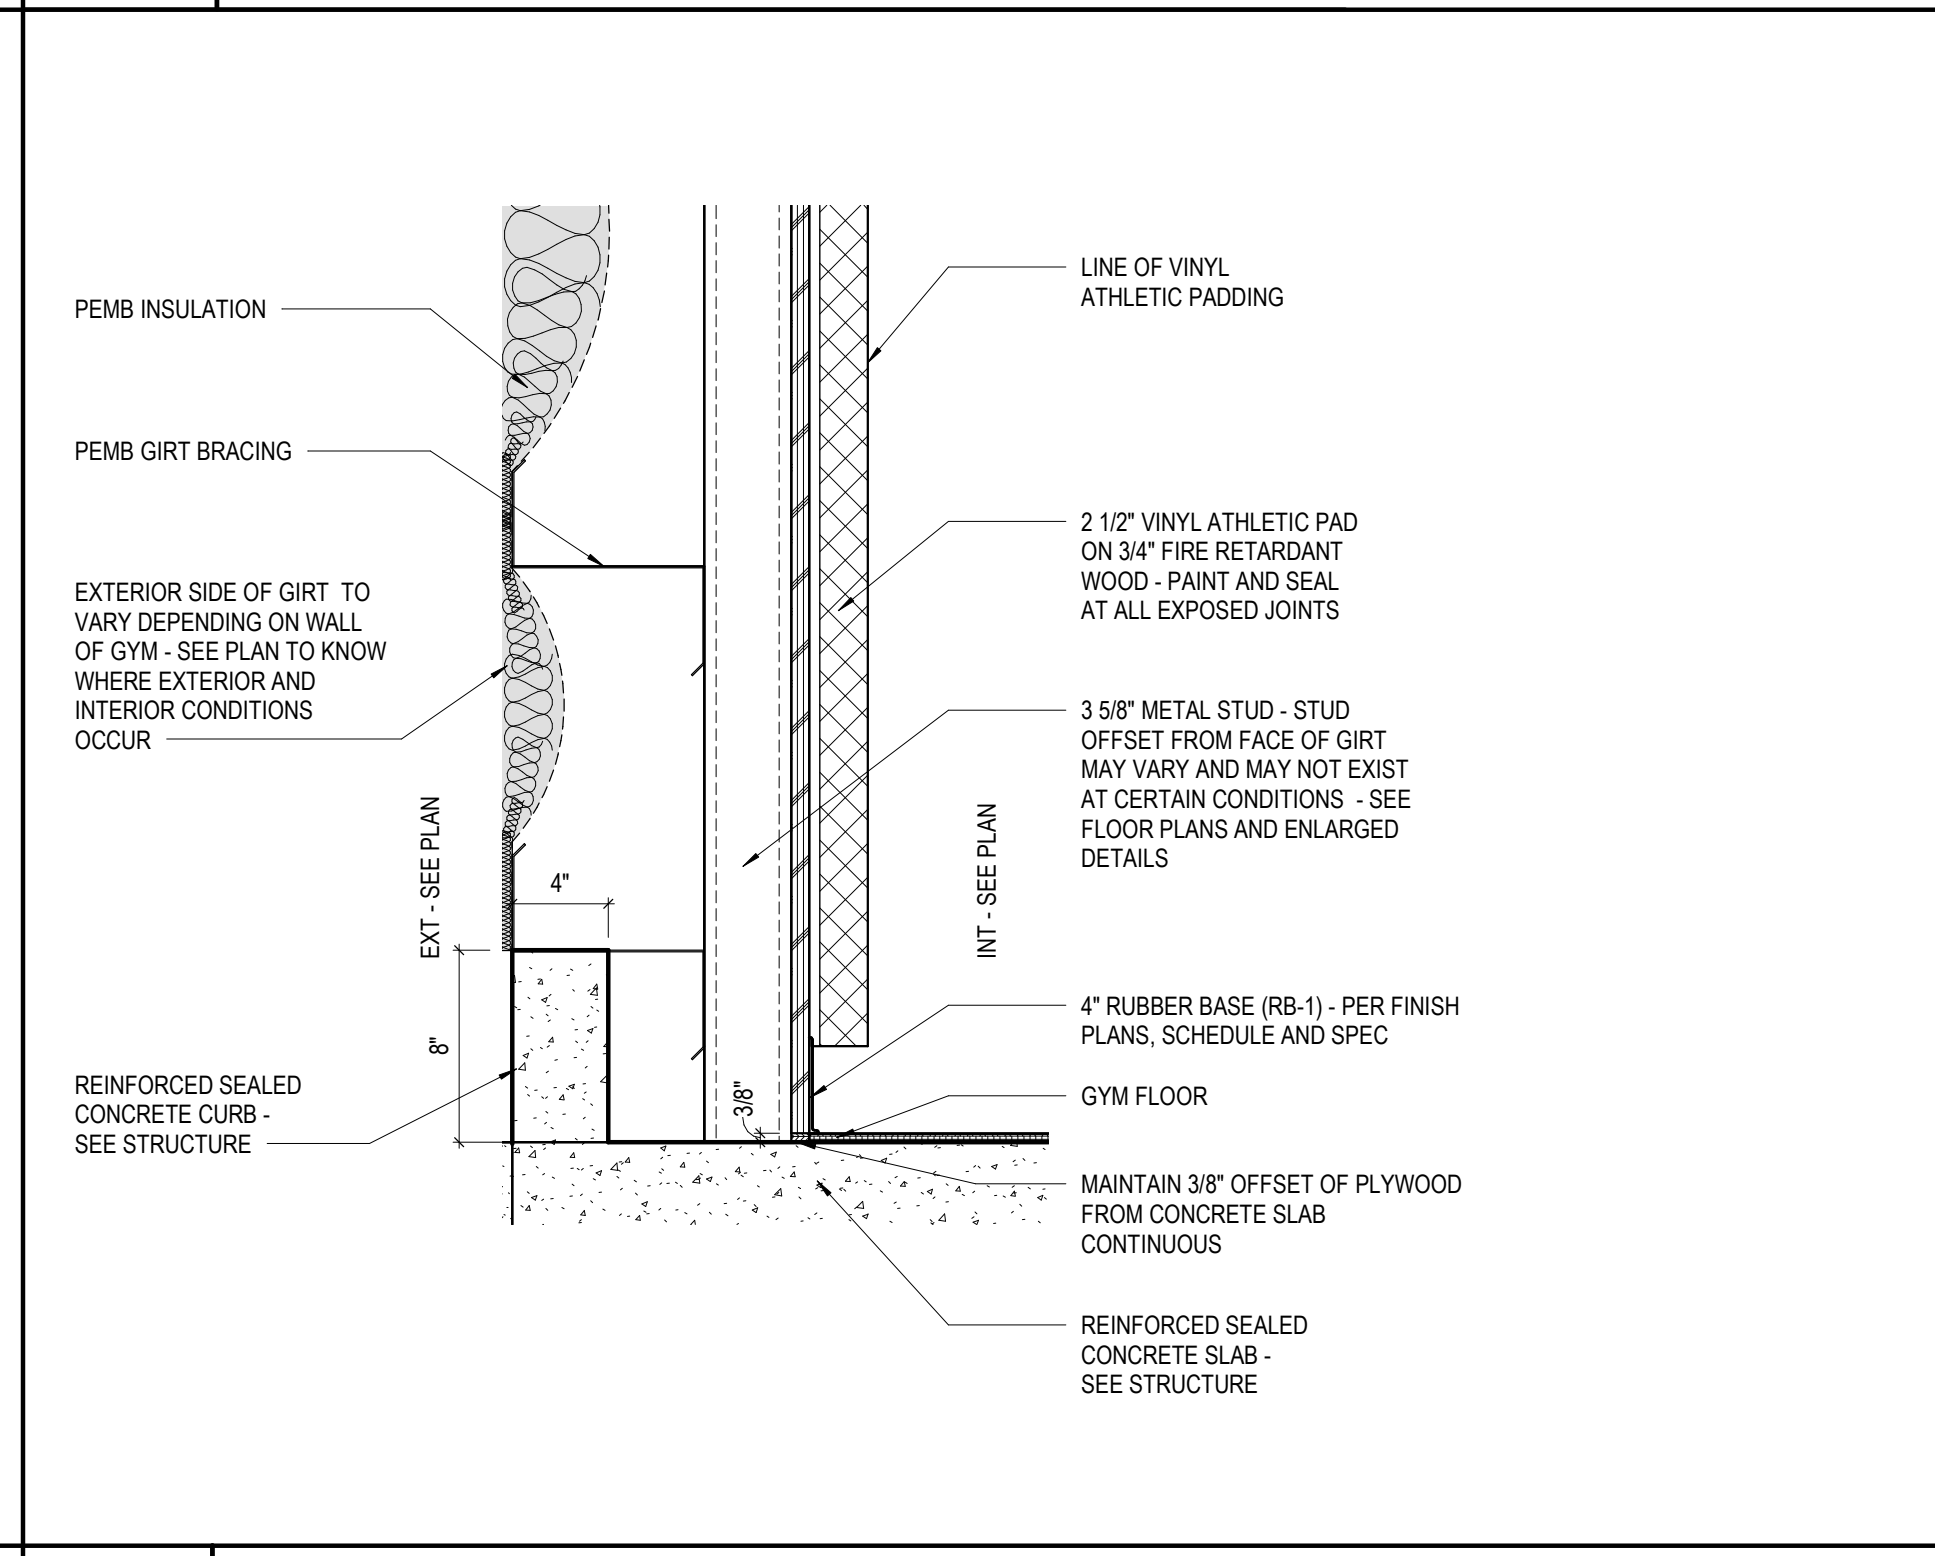 PEMB INSULATION
PEMB GIRT BRACING
EXTERIOR SIDE OF GIRT TO
VARY DEPENDING ON WALL
OF GYM - SEE PLAN TO KNOW
WHERE EXTERIOR AND
INTERIOR CONDITIONS
OCCUR
EXT - SEE PLAN
4"
8"
REINFORCED SEALED
CONCRETE CURB -
SEE STRUCTURE
3/8"
INT - SEE PLAN
LINE OF VINYL
ATHLETIC PADDING
2 1/2" VINYL ATHLETIC PAD
ON 3/4" FIRE RETARDANT
WOOD - PAINT AND SEAL
AT ALL EXPOSED JOINTS
3 5/8" METAL STUD - STUD
OFFSET FROM FACE OF GIRT
MAY VARY AND MAY NOT EXIST
AT CERTAIN CONDITIONS - SEE
FLOOR PLANS AND ENLARGED
DETAILS
4" RUBBER BASE (RB-1) - PER FINISH
PLANS, SCHEDULE AND SPEC
GYM FLOOR
MAINTAIN 3/8" OFFSET OF PLYWOOD
FROM CONCRETE SLAB
CONTINUOUS
REINFORCED SEALED
CONCRETE SLAB -
SEE STRUCTURE